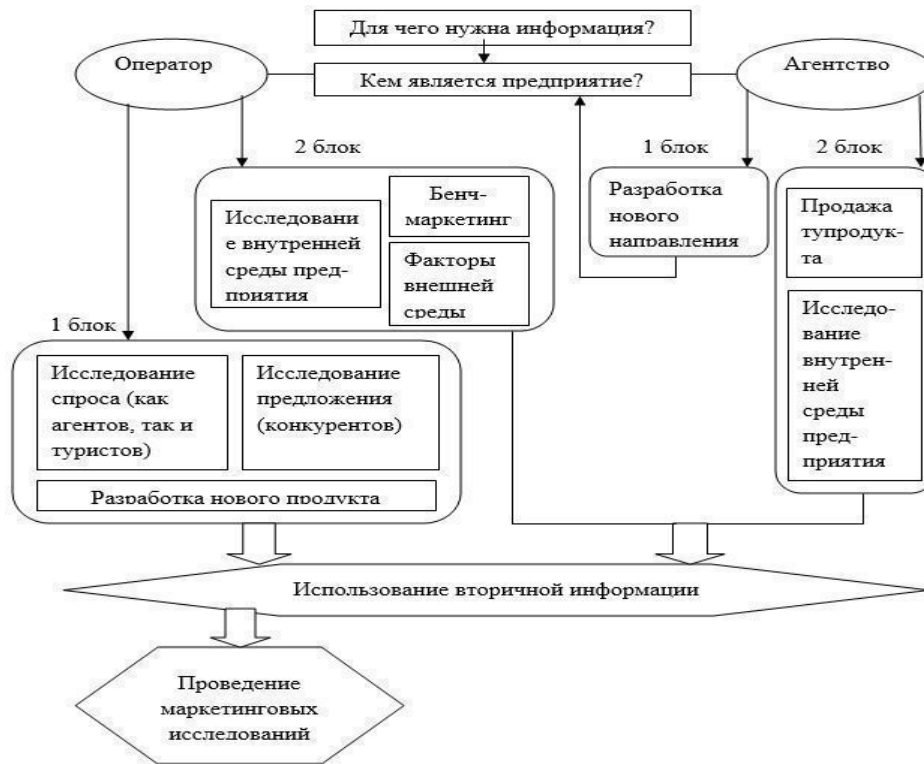 Для чего нужна информация?
Оператор
Кем является предприятие?
Агентство
2 блок
1 блок
2 блок
Исследовани
е внутренней
среды пред-
приятия
Бенч-
маркетинг
Факторы
внешней
среды
Разработка
нового
направления
Продажа
тупродук-
та
Исследо-
вание
внутрен-
ней
среды
пред-
приятия
1 блок
Исследование
спроса (как
агентов, так и
туристов)
Исследование
предложения
(конкурентов)
Разработка нового продукта
Использование вторичной информации
Проведение
маркетинговых
исследований